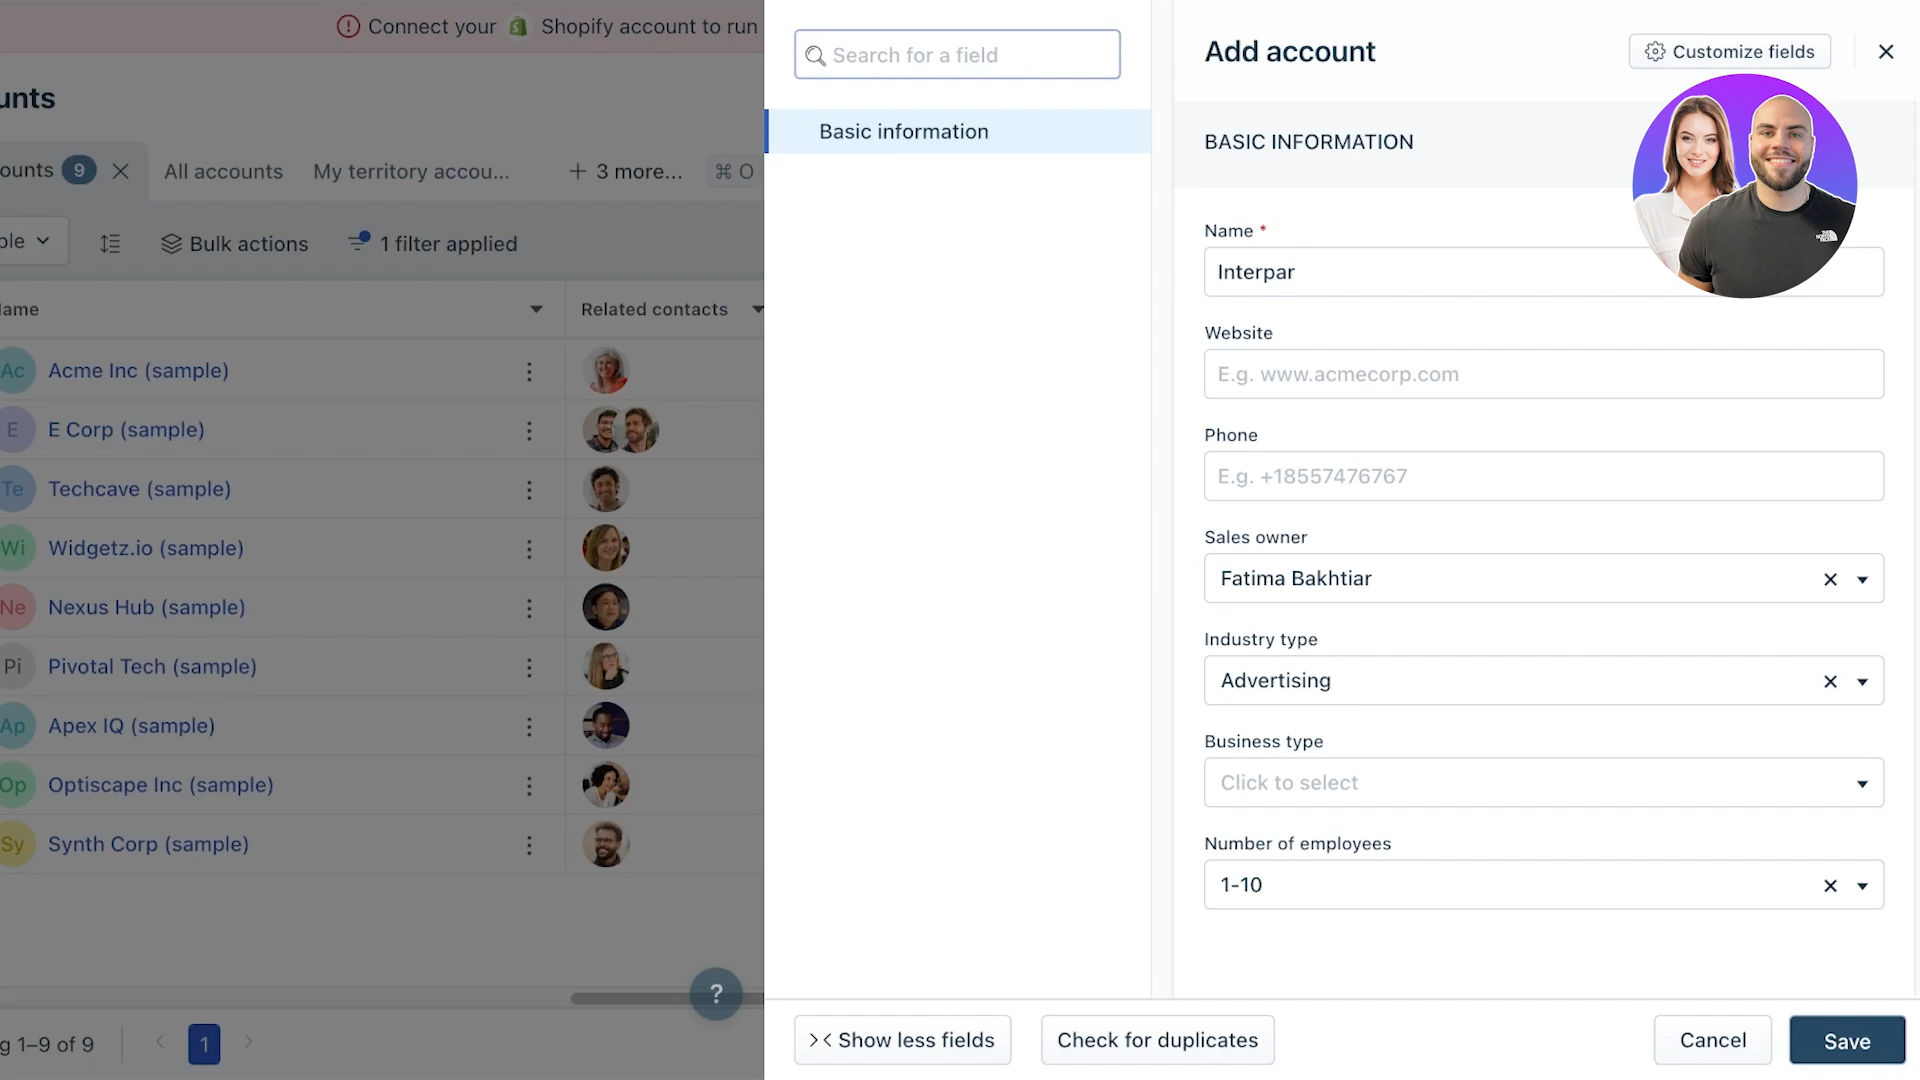 Connect your Shopify account to run
unts
ounts 9 All accounts My territory accou... + 3 more... ⌘ O
ble Bulk actions 1 filter applied
ame Related contacts
Ac Acme Inc (sample)
E E Corp (sample)
Te Techcave (sample)
Wi Widgetz.io (sample)
Ne Nexus Hub (sample)
Pi Pivotal Tech (sample)
Ap Apex IQ (sample)
Op Optiscape Inc (sample)
Sy Synth Corp (sample)
?
g 1–9 of 9 1
Search for a field
Basic information
Show less fields
Check for duplicates
Add account
Customize fields
BASIC INFORMATION
Name *
Interpar
Website
E.g. www.acmecorp.com
Phone
E.g. +18557476767
Sales owner
Fatima Bakhtiar
Industry type
Advertising
Business type
Click to select
Number of employees
1-10
Cancel
Save